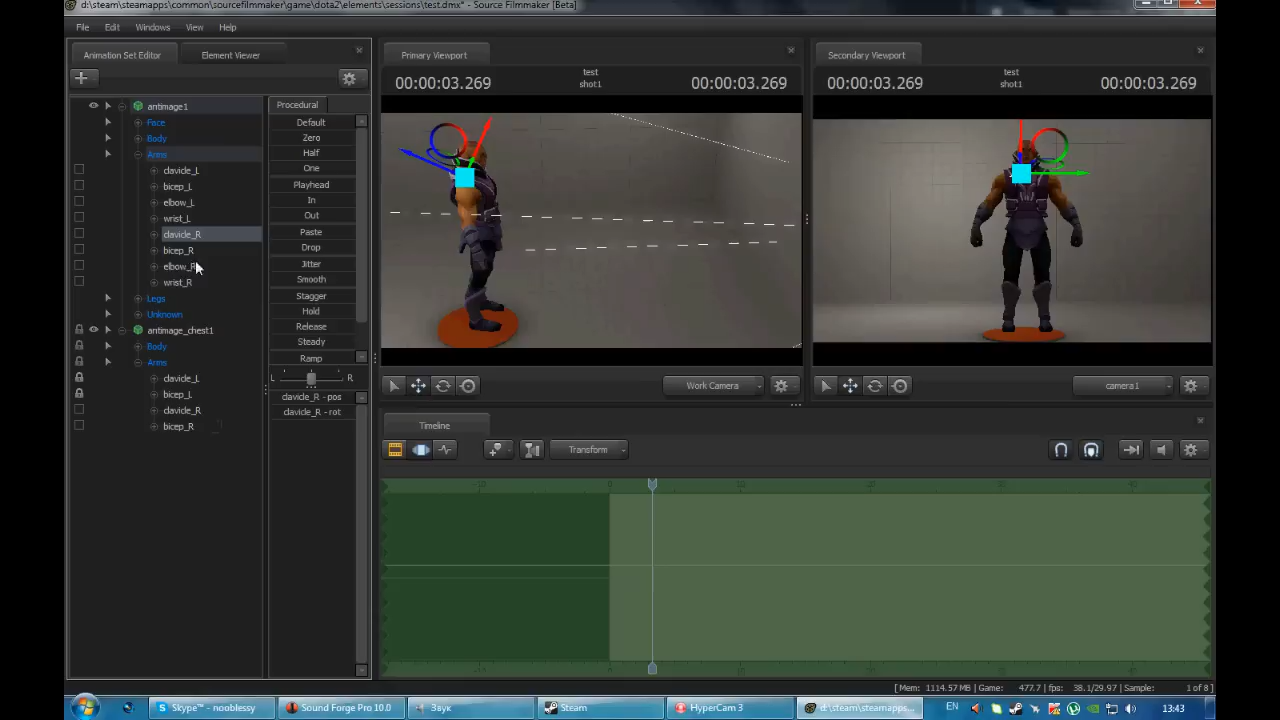 d:\steam\steamapps\common\sourcefilmmaker\game\dota2\elements\sessions\test.dmx* - Source Filmmaker [Beta]
File Edit Windows View Help
Animation Set Editor Element Viewer
antimage1
Face
Body
Arms
clavicle_L
bicep_L
elbow_L
wrist_L
clavicle_R
bicep_R
elbow_R
wrist_R
Legs
Unknown
antimage_chest1
Body
Arms
clavicle_L
bicep_L
clavicle_R
bicep_R
Procedural
Default
Zero
Half
One
Playhead
In
Out
Paste
Drop
Jitter
Smooth
Stagger
Hold
Release
Steady
Ramp
L R
clavicle_R - pos
clavicle_R - rot
Primary Viewport
00:00:03.269 test 00:00:03.269
shot1
Work Camera
Secondary Viewport
00:00:03.269 test 00:00:03.269
shot1
camera1
Timeline
Transform
0
[ Mem: 1114.57 MB | Game: 477.7 | fps: 38.1/29.97 | Sample: 1 of 8 ]
Skype™ - nooblessy Sound Forge Pro 10.0 Звук Steam HyperCam 3 d:\steam\steamapps... EN 13:43